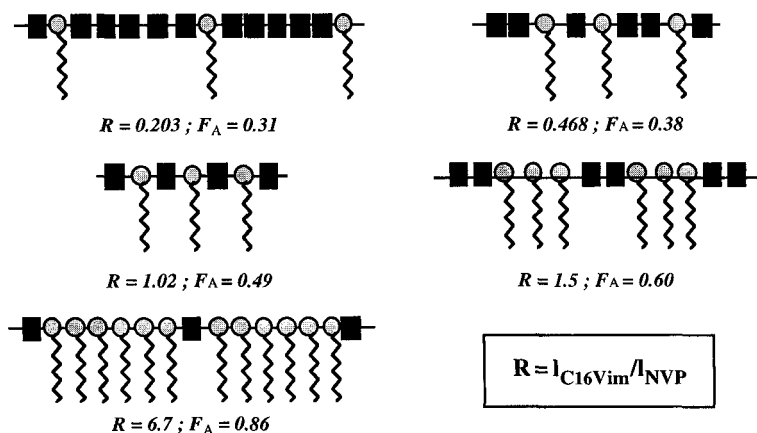 R = 0.203 ; FA = 0.31
R = 0.468 ; FA = 0.38
R = 1.02 ; FA = 0.49
R = 1.5 ; FA = 0.60
R = 6.7 ; FA = 0.86
R = lC16Vim/lNVP